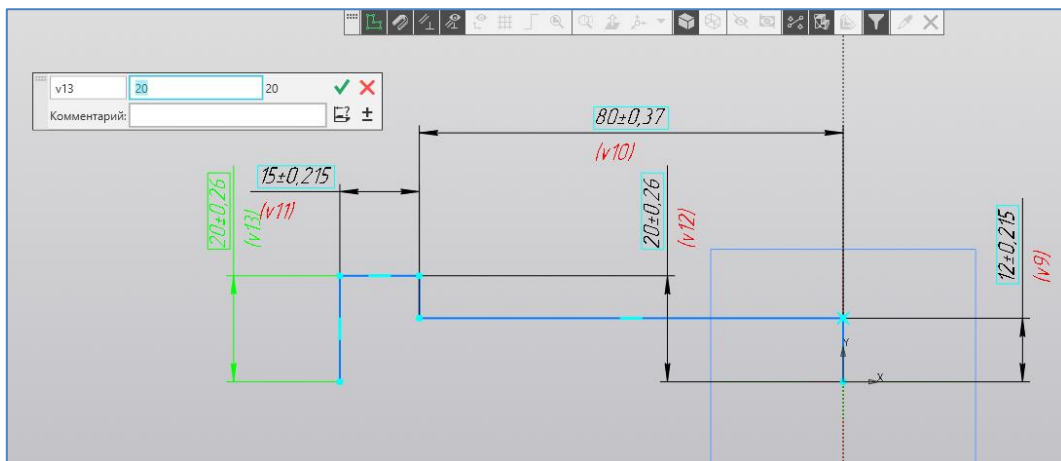 v13 20 20
Комментарий:
80±0,37
(v10)
15±0,215
(v11)
20±0,26
(v13)
20±0,26
(v12)
12±0,215
(v9)
Y
X